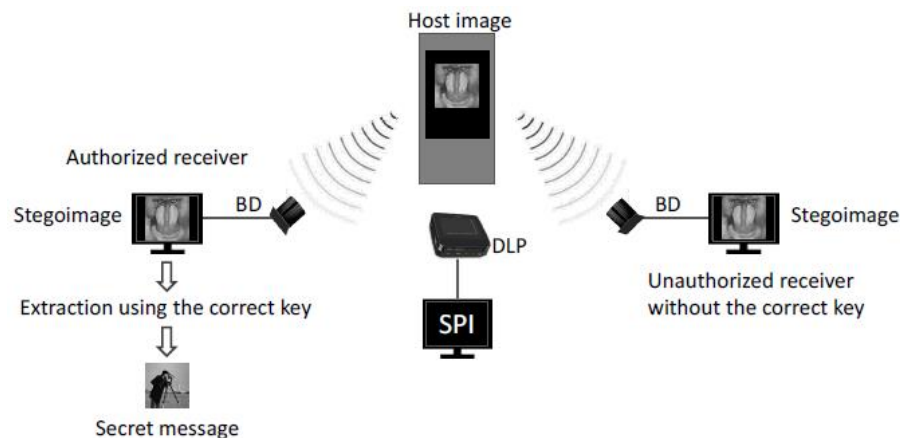 Host image
Authorized receiver
Stegoimage
BD
BD
Stegoimage
DLP
Unauthorized receiver
without the correct key
Extraction using the correct key
SPI
Secret message